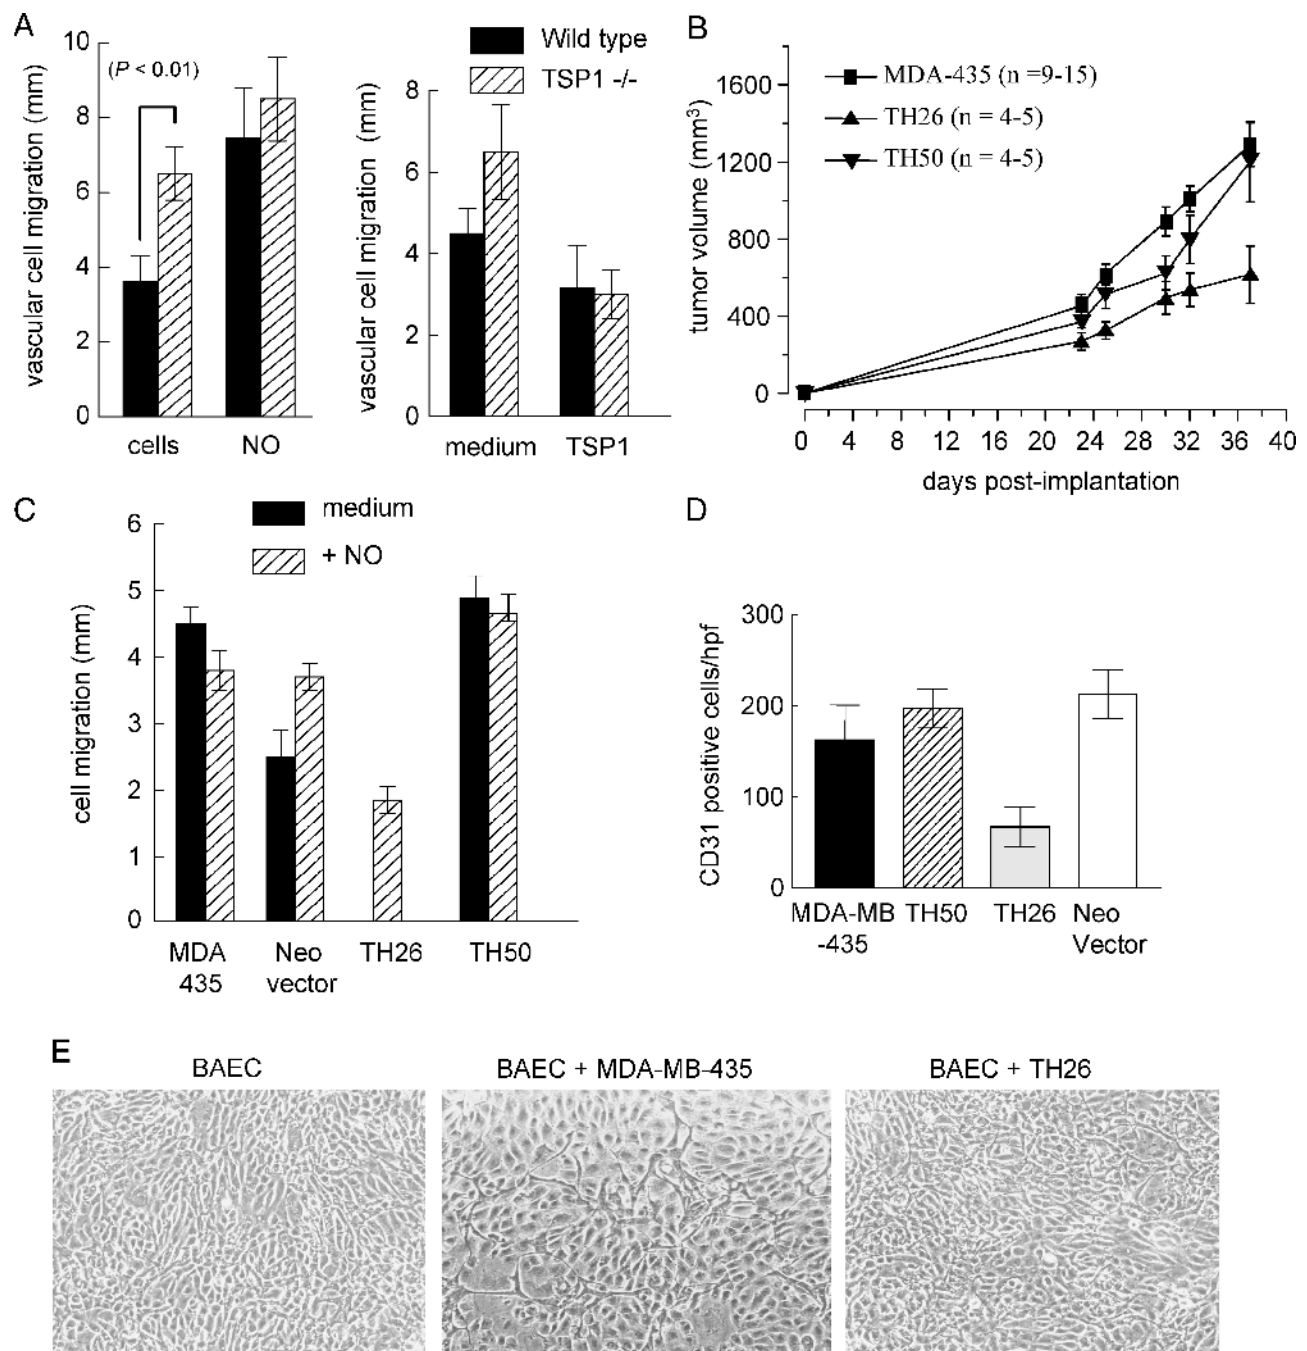 A
10
8
6
4
2
0
vascular cell migration (mm)
(P < 0.01)
cells
NO
Wild type
TSP1 -/-
8
6
4
2
0
vascular cell migration (mm)
medium
TSP1
B
MDA-435 (n =9-15)
TH26 (n = 4-5)
TH50 (n = 4-5)
1600
1200
800
400
0
tumor volume (mm³)
0 4 8 12 16 20 24 28 32 36 40
days post-implantation
C
medium
+ NO
6
5
4
3
2
1
0
cell migration (mm)
MDA
435
Neo
vector
TH26
TH50
D
300
200
100
0
CD31 positive cells/hpf
MDA-MB
-435
TH50
TH26
Neo
Vector
E
BAEC
BAEC + MDA-MB-435
BAEC + TH26